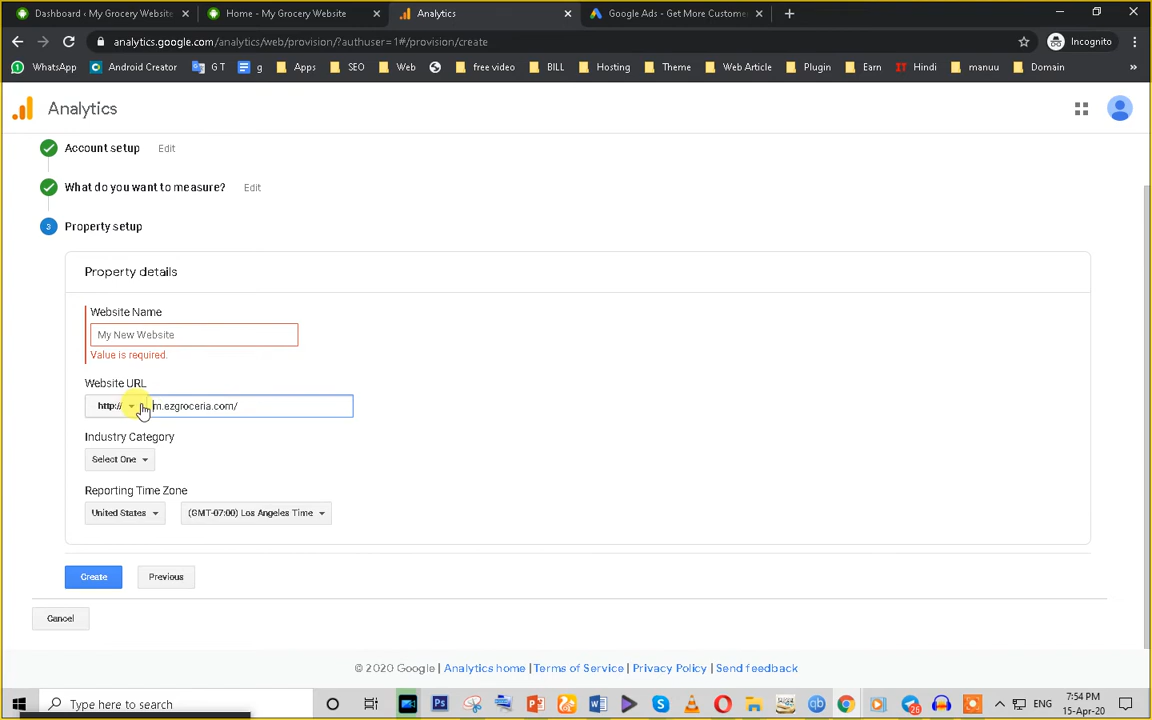 Dashboard ‹ My Grocery Website
Home - My Grocery Website
Analytics
Google Ads - Get More Custome
analytics.google.com/analytics/web/provision/?authuser=1#/provision/create
Incognito
WhatsApp
Android Creator
G T
g
Apps
SEO
Web
free video
BILL
Hosting
Theme
Web Article
Plugin
Earn
Hindi
manuu
Domain
»
Analytics
Account setup Edit
What do you want to measure? Edit
3 Property setup
Property details
Website Name
My New Website
Value is required.
Website URL
http:// m.ezgroceria.com/
Industry Category
Select One
Reporting Time Zone
United States (GMT-07:00) Los Angeles Time
Create Previous
Cancel
© 2020 Google | Analytics home | Terms of Service | Privacy Policy | Send feedback
Type here to search
26
ENG
7:54 PM
15-Apr-20